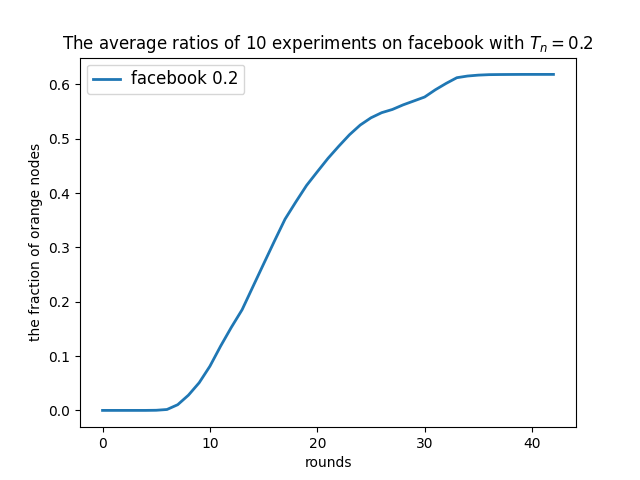 The average ratios of 10 experiments on facebook with Tₙ = 0.2
facebook 0.2
the fraction of orange nodes
0.6
0.5
0.4
0.3
0.2
0.1
0.0
0 10 20 30 40
rounds